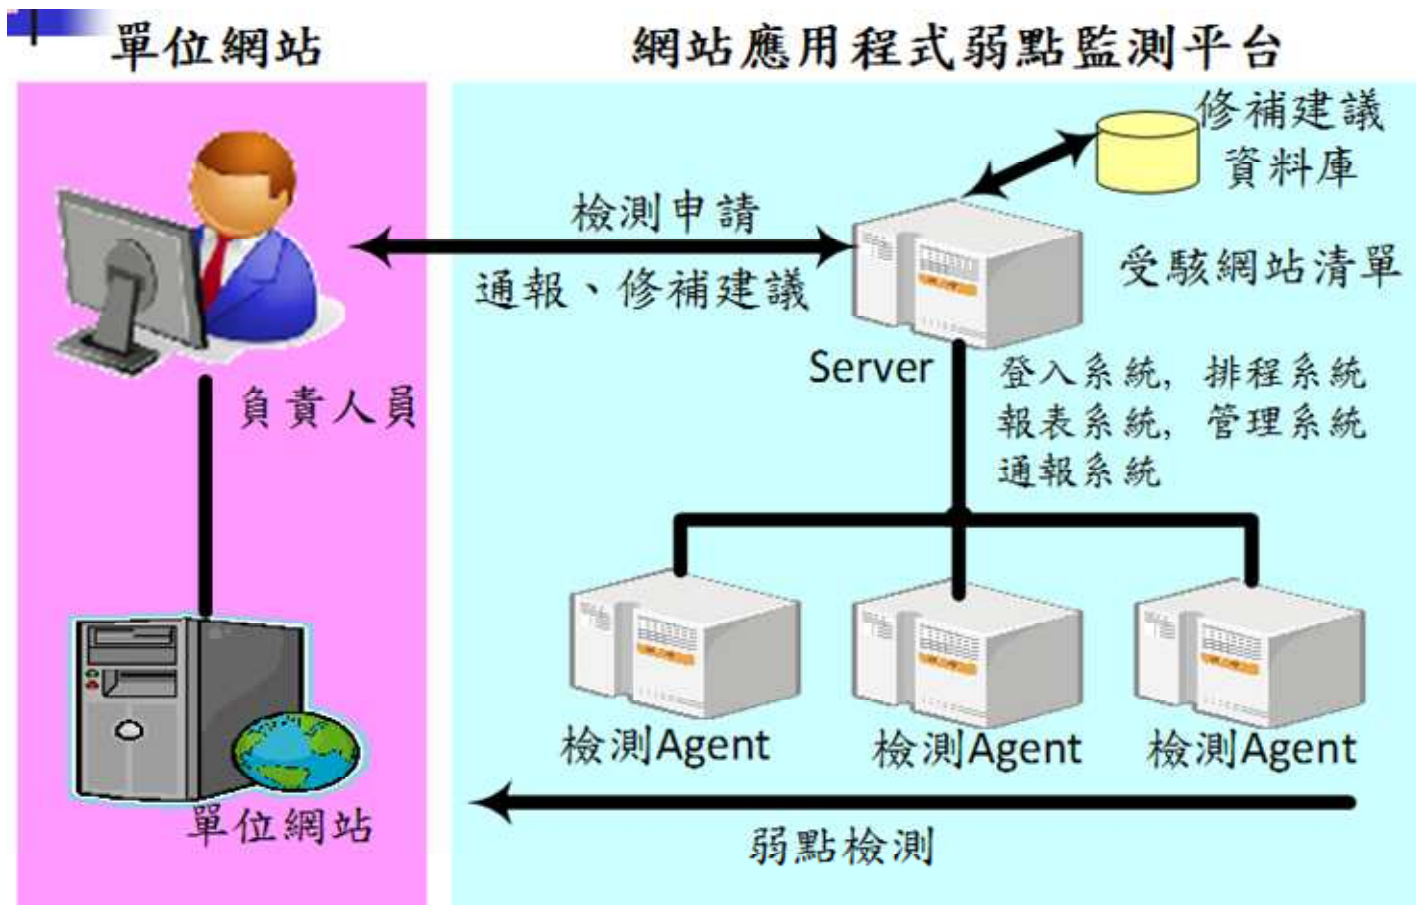 單位網站
網站應用程式弱點監測平台
修補建議
資料庫
檢測申請
通報、修補建議
受駭網站清單
Server
登入系統, 排程系統
報表系統, 管理系統
通報系統
負責人員
檢測Agent
檢測Agent
檢測Agent
單位網站
弱點檢測